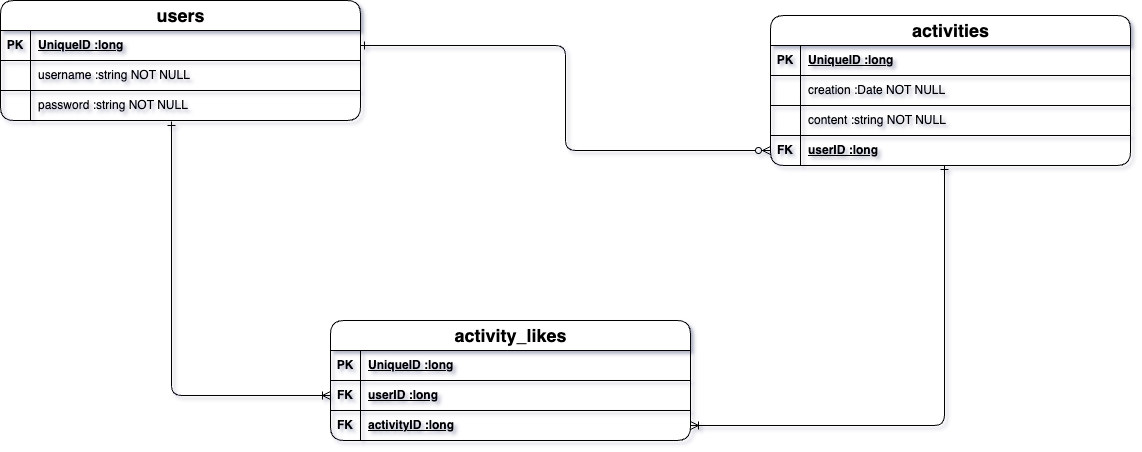 users
PK UniqueID :long
username :string NOT NULL
password :string NOT NULL
activities
PK UniqueID :long
creation :Date NOT NULL
content :string NOT NULL
FK userID :long
activity_likes
PK UniqueID :long
FK userID :long
FK activityID :long